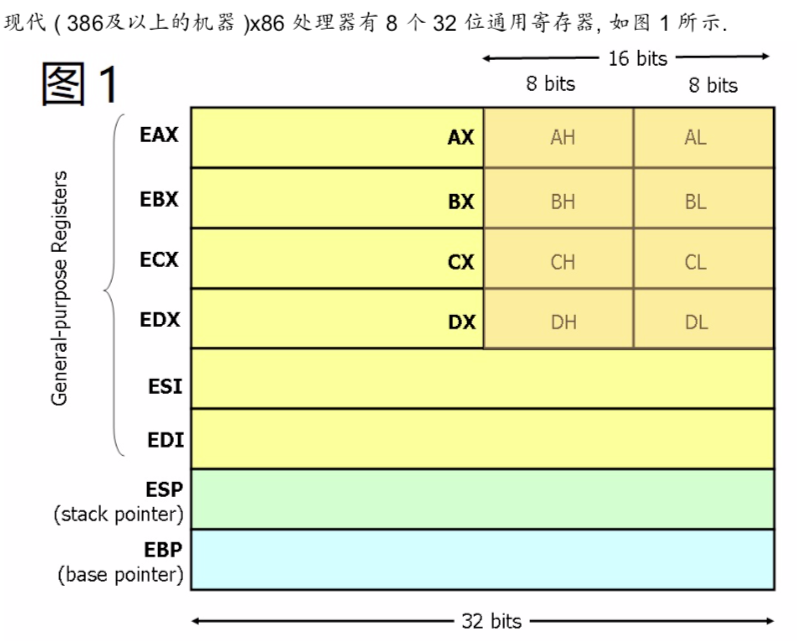 现代 ( 386及以上的机器 )x86 处理器有 8 个 32 位通用寄存器, 如图 1 所示.
图 1
16 bits
8 bits 8 bits
General-purpose Registers
EAX AX AH AL
EBX BX BH BL
ECX CX CH CL
EDX DX DH DL
ESI
EDI
ESP
(stack pointer)
EBP
(base pointer)
32 bits